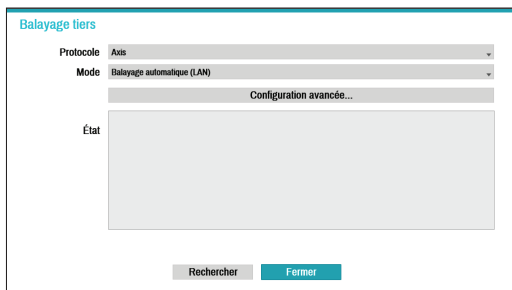 Balayage tiers
Protocole Axis
Mode Balayage automatique (LAN)
Configuration avancée...
État
Rechercher Fermer